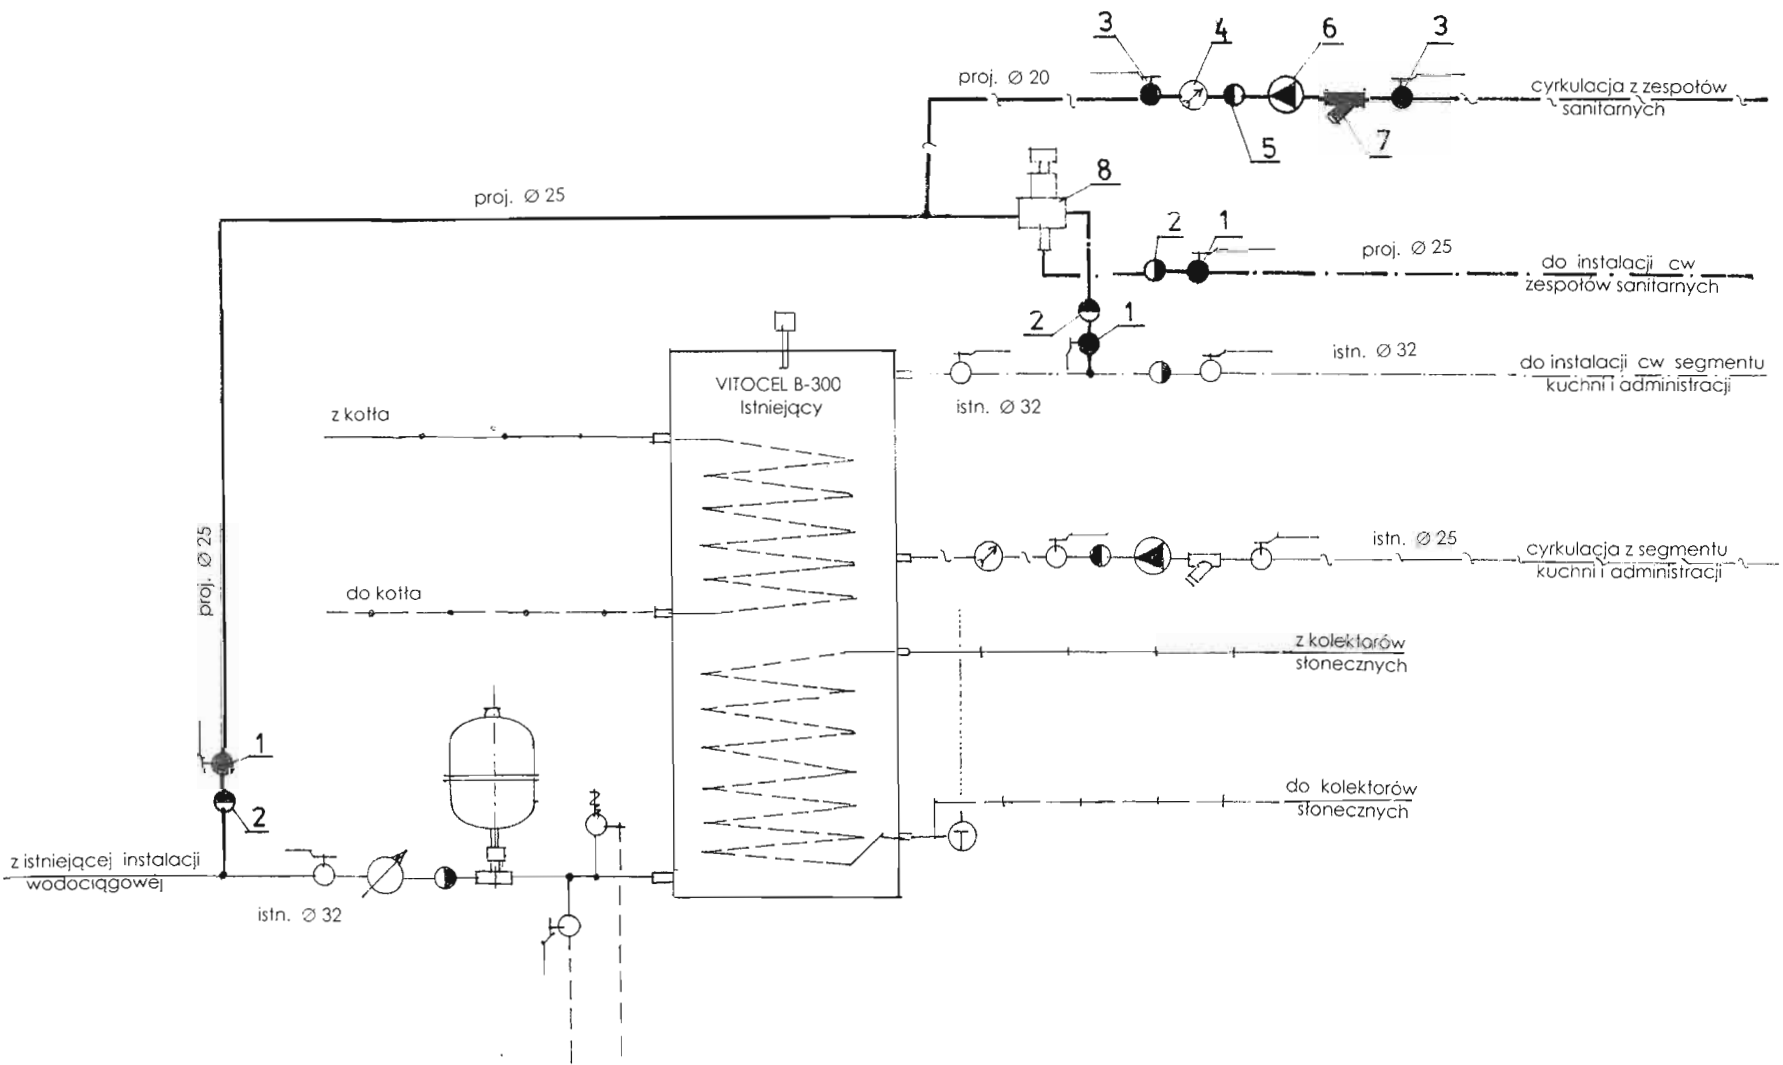 3
4
6
3
proj. Ø 20
cyrkulacja z zespołów
sanitarnych
5
7
8
proj. Ø 25
2
1
proj. Ø 25
do instalacji cw
zespołów sanitarnych
2
1
istn. Ø 32
do instalacji cw segmentu
kuchni i administracji
VITOCEL B-300
Istniejący
istn. Ø 32
z kotła
proj. Ø 25
istn. Ø 25
cyrkulacja z segmentu
kuchni i administracji
do kotła
z kolektorów
słonecznych
1
2
do kolektorów
słonecznych
T
z istniejącej instalacji
wodociągowej
istn. Ø 32